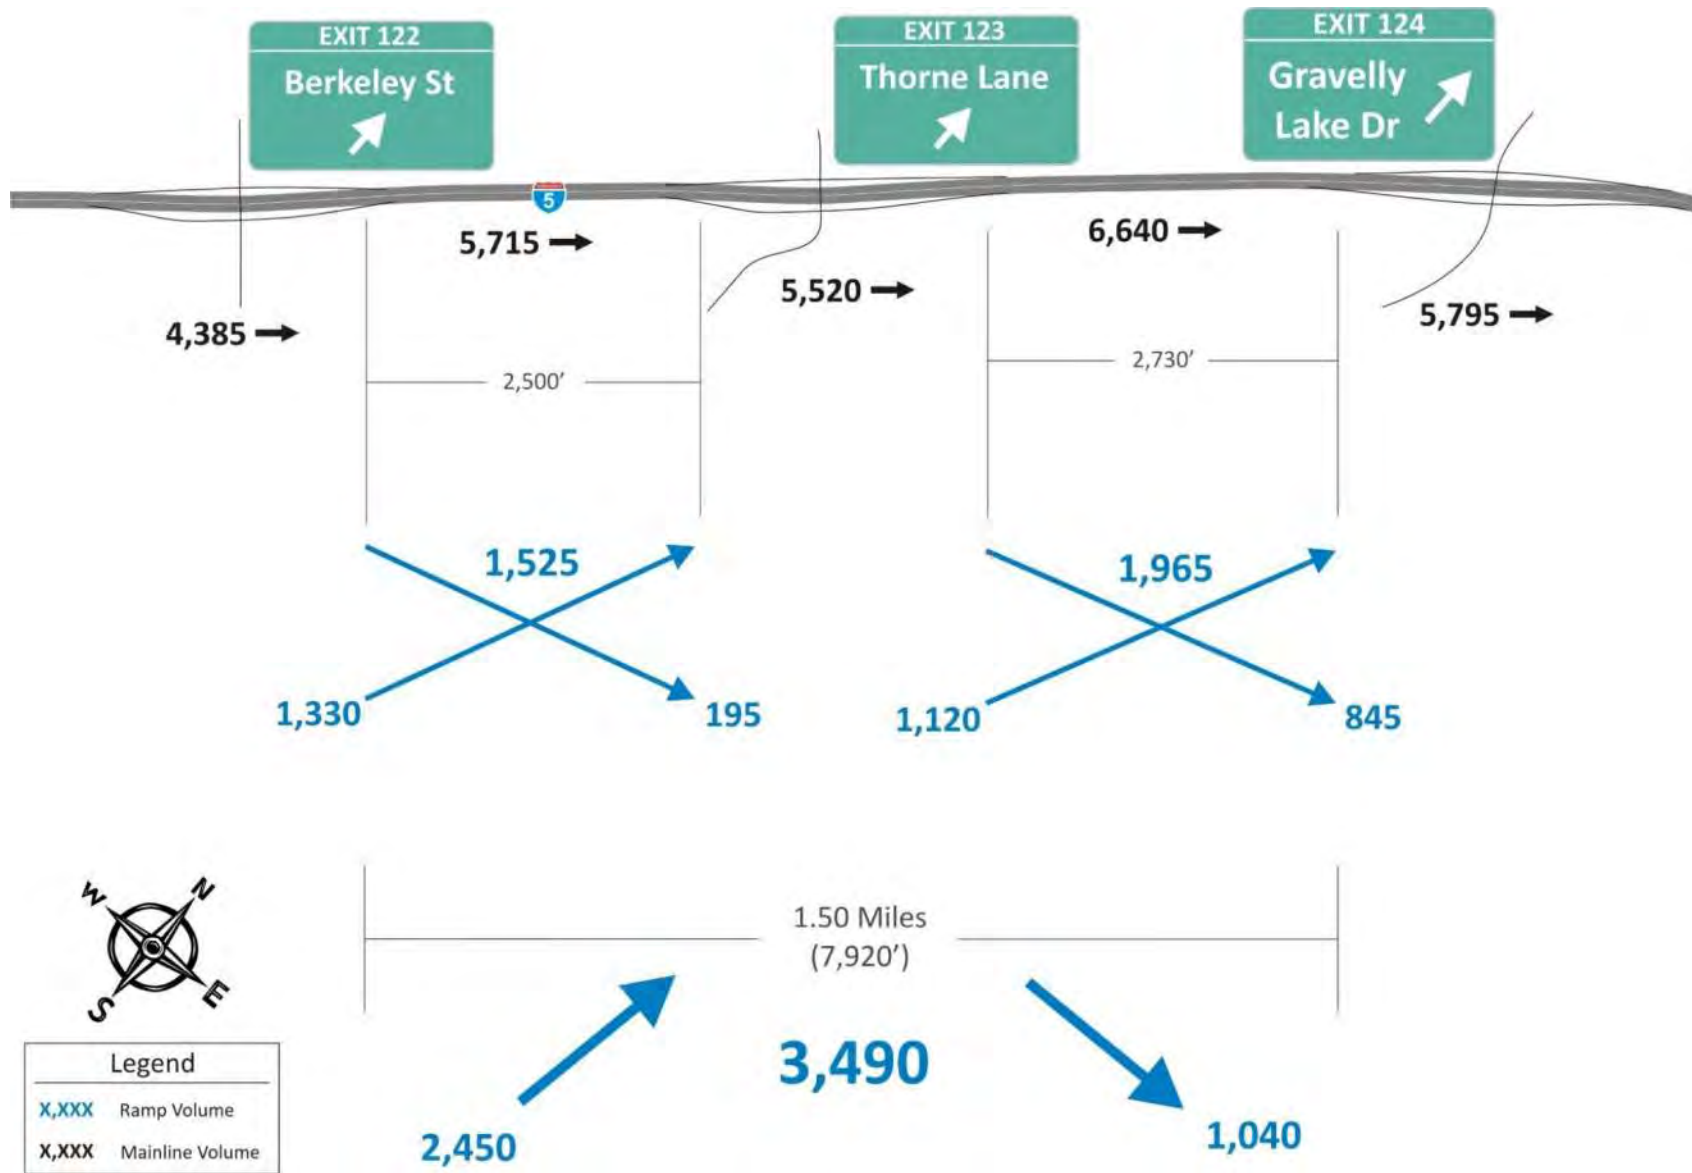 EXIT 122
Berkeley St
EXIT 123
Thorne Lane
EXIT 124
Gravelly
Lake Dr
5
5,715
6,640
5,520
4,385
5,795
2,500'
2,730'
1,525
1,965
1,330
195
1,120
845
1.50 Miles
(7,920')
3,490
2,450
1,040
W
N
S
E
Legend
X,XXX Ramp Volume
X,XXX Mainline Volume